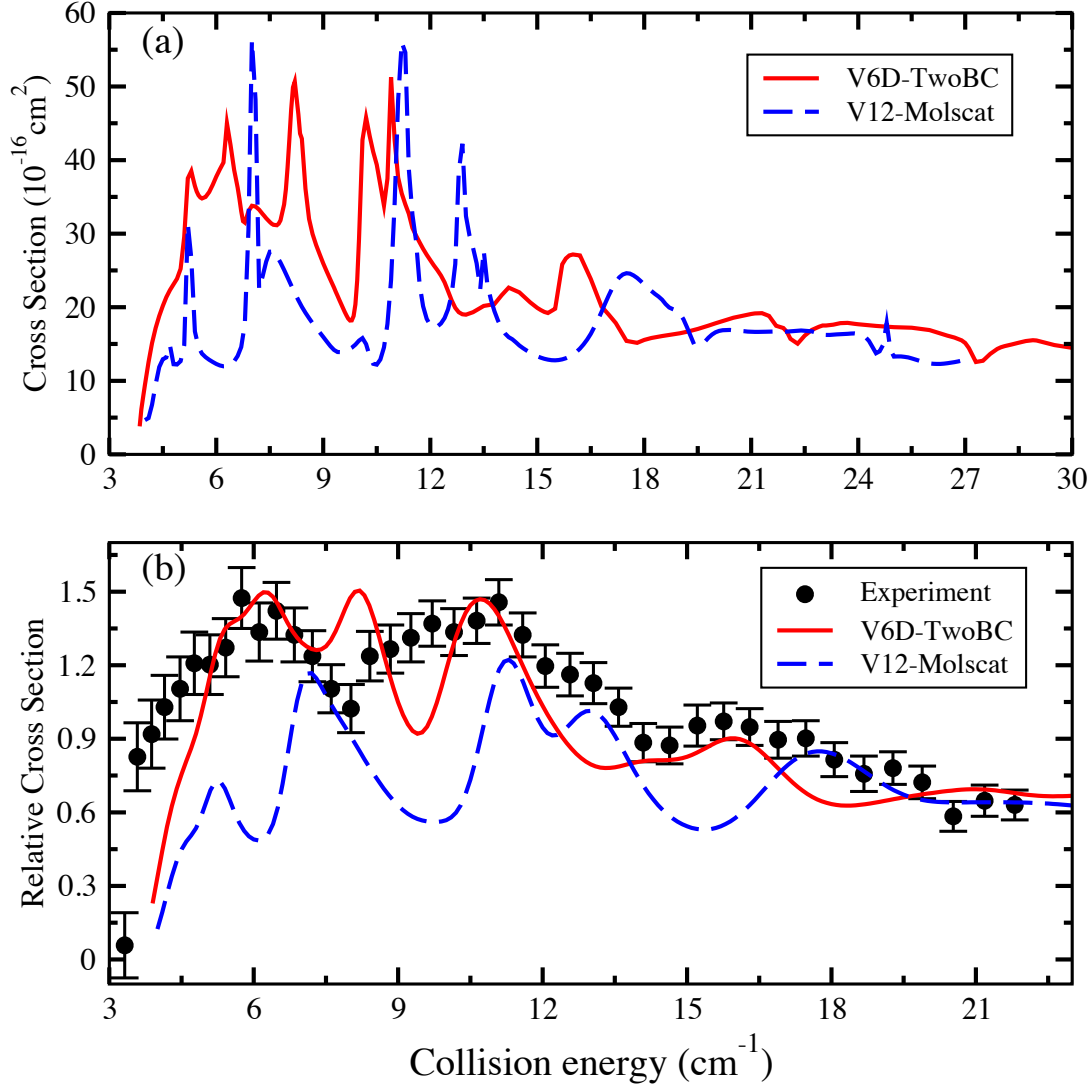 60
50
40
30
20
10
0
Cross Section (10⁻¹⁶ cm²)
(a)
V6D-TwoBC
V12-Molscat
3 6 9 12 15 18 21 24 27 30
1.5
1.2
0.9
0.6
0.3
0
Relative Cross Section
(b)
Experiment
V6D-TwoBC
V12-Molscat
3 6 9 12 15 18 21
Collision energy (cm⁻¹)